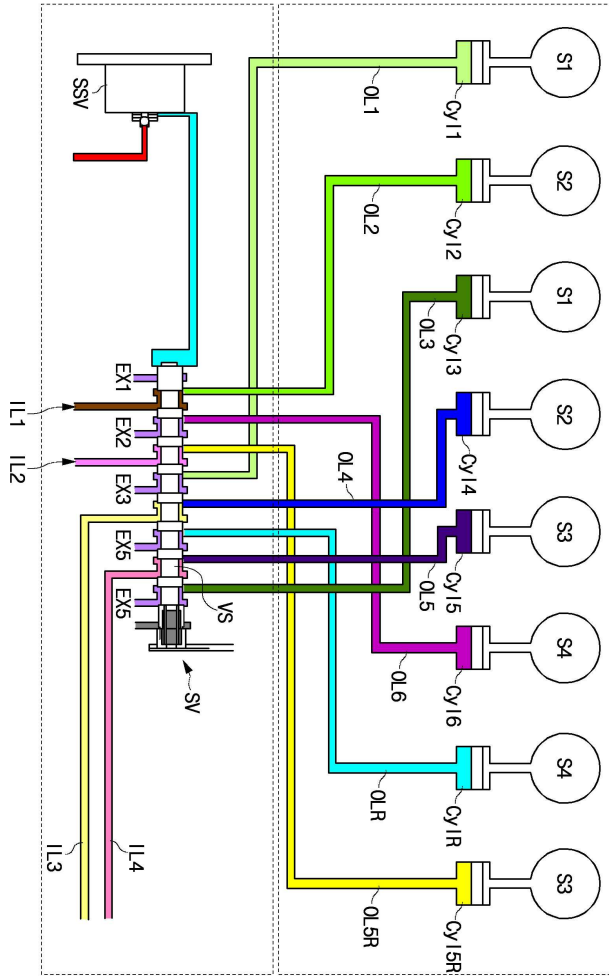 S1
S2
S1
S2
S3
S4
S4
S3
Cyl1
Cyl2
Cyl3
Cyl4
Cyl5
Cyl6
CylR
Cyl5R
OL1
OL2
OL3
OL4
OL5
OL6
OLR
OL5R
SSV
EX1
EX2
EX3
EX5
EX5
VS
SV
IL1
IL2
IL3
IL4